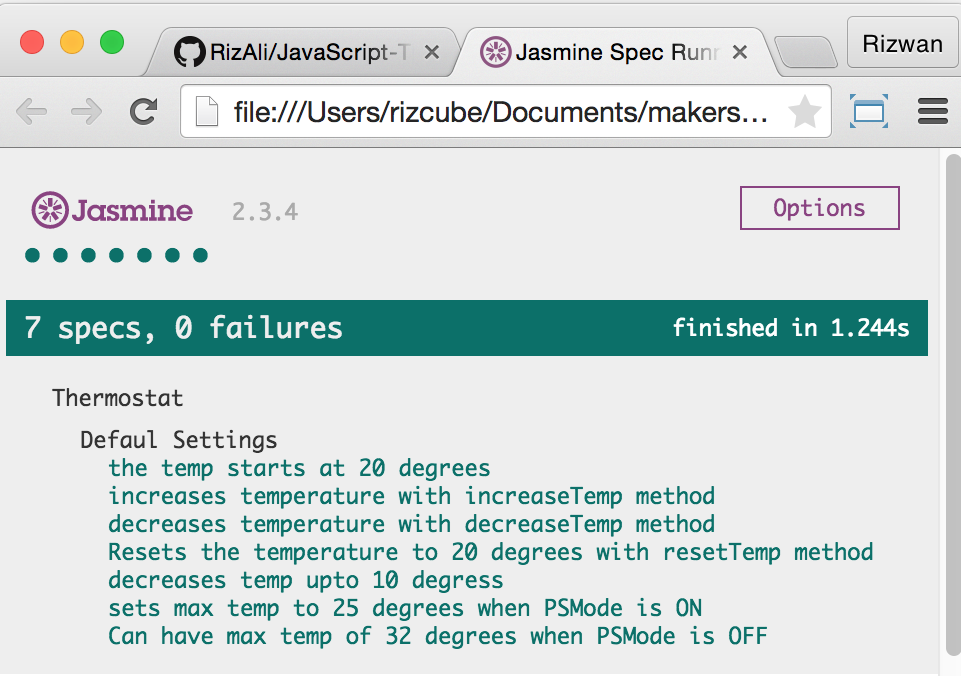 RizAli/JavaScript-T
Jasmine Spec Runn
Rizwan
file:///Users/rizcube/Documents/makers...
Jasmine 2.3.4
Options
7 specs, 0 failures
finished in 1.244s
Thermostat
Defaul Settings
the temp starts at 20 degrees
increases temperature with increaseTemp method
decreases temperature with decreaseTemp method
Resets the temperature to 20 degrees with resetTemp method
decreases temp upto 10 degress
sets max temp to 25 degrees when PSMode is ON
Can have max temp of 32 degrees when PSMode is OFF